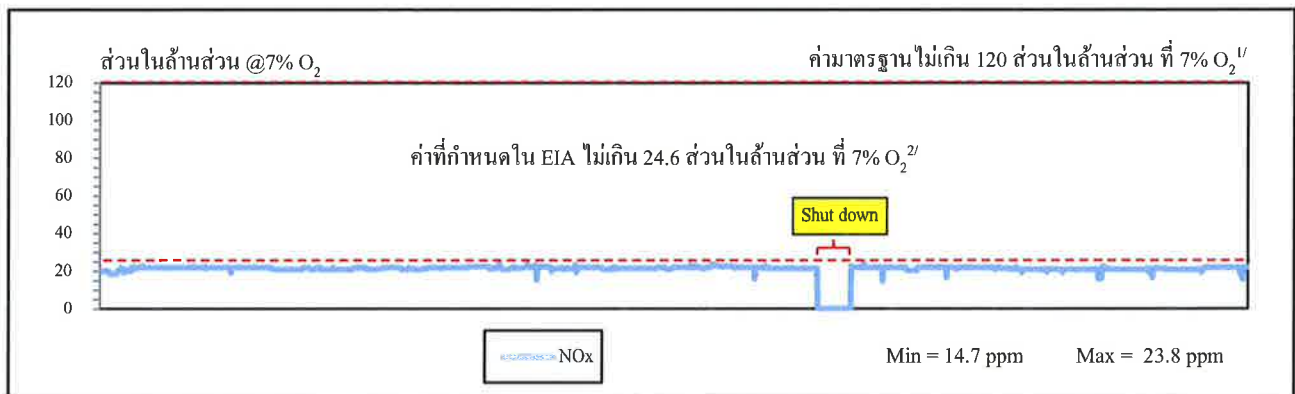 ส่วนในล้านส่วน @7% O2
ค่ามาตรฐานไม่เกิน 120 ส่วนในล้านส่วน ที่ 7% O2 1/
120
100
80
60
40
20
0
ค่าที่กำหนดใน EIA ไม่เกิน 24.6 ส่วนในล้านส่วน ที่ 7% O2 2/
Shut down
NOx
Min = 14.7 ppm
Max = 23.8 ppm